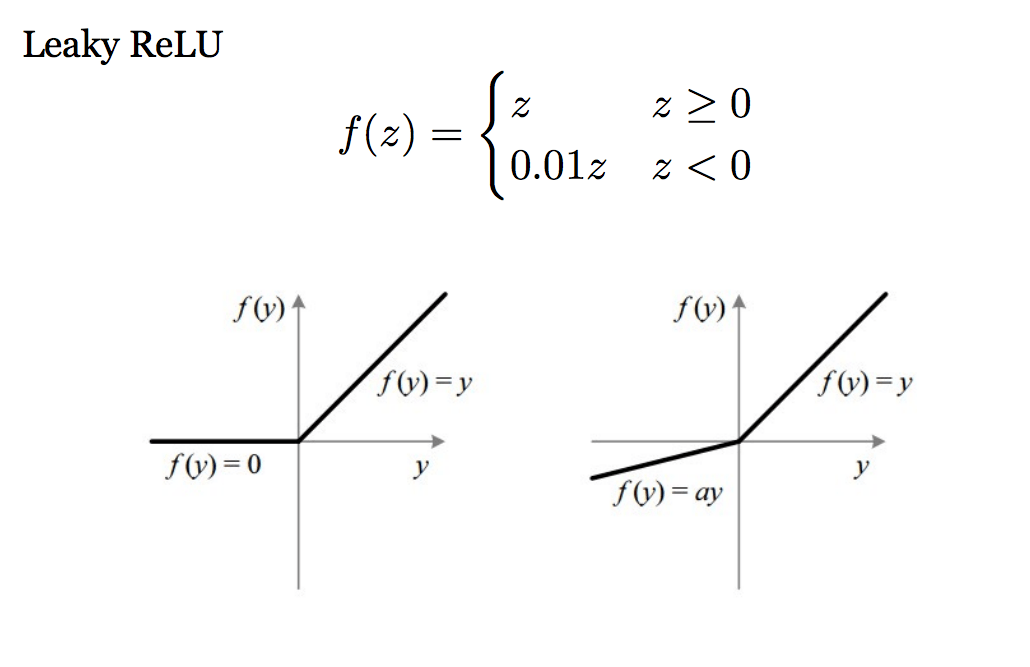 Leaky ReLU
f(z) = { z z ≥ 0
0.01z z < 0
f(y)
f(y) = y
f(y) = 0
y
f(y)
f(y) = y
y
f(y) = ay